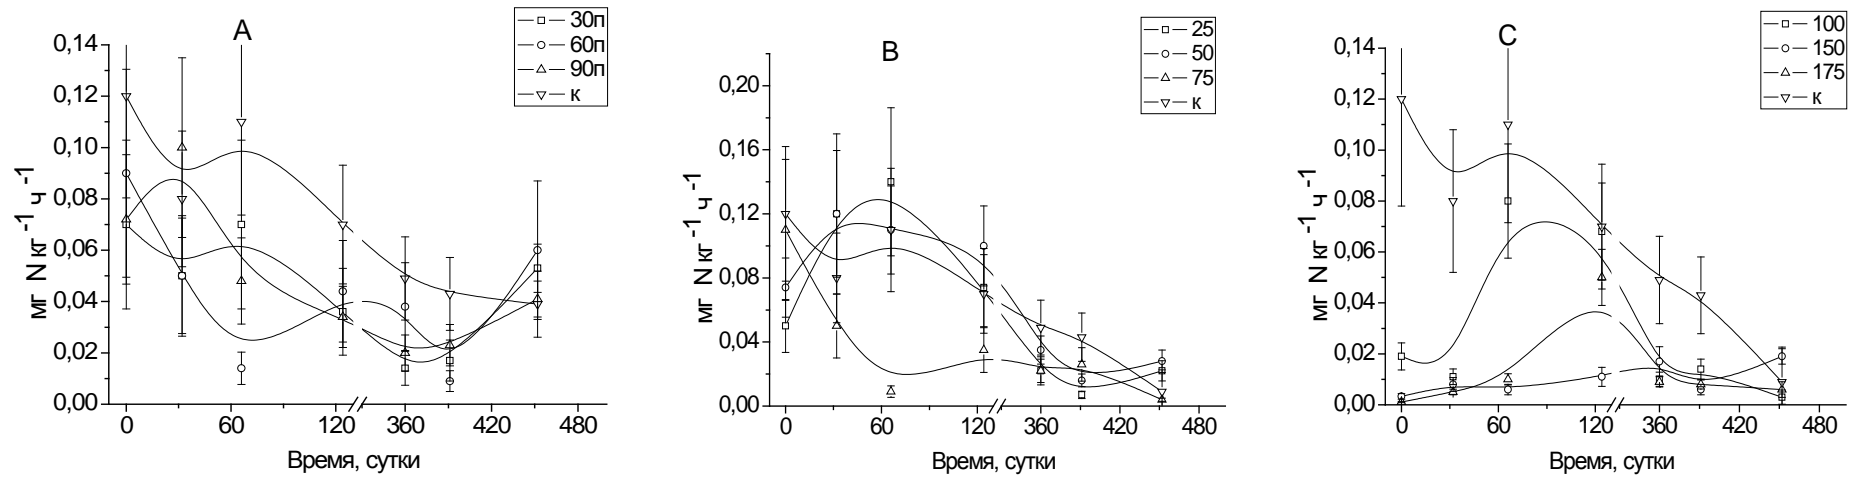 A
30п
60п
90п
к
0,14
0,12
0,10
0,08
0,06
0,04
0,02
0,00
мг N кг⁻¹ ч⁻¹
0 60 120 360 420 480
Время, сутки
B
25
50
75
к
0,20
0,16
0,12
0,08
0,04
0,00
мг N кг⁻¹ ч⁻¹
0 60 120 360 420 480
Время, сутки
C
100
150
175
к
0,14
0,12
0,10
0,08
0,06
0,04
0,02
0,00
мг N кг⁻¹ ч⁻¹
0 60 120 360 420 480
Время, сутки